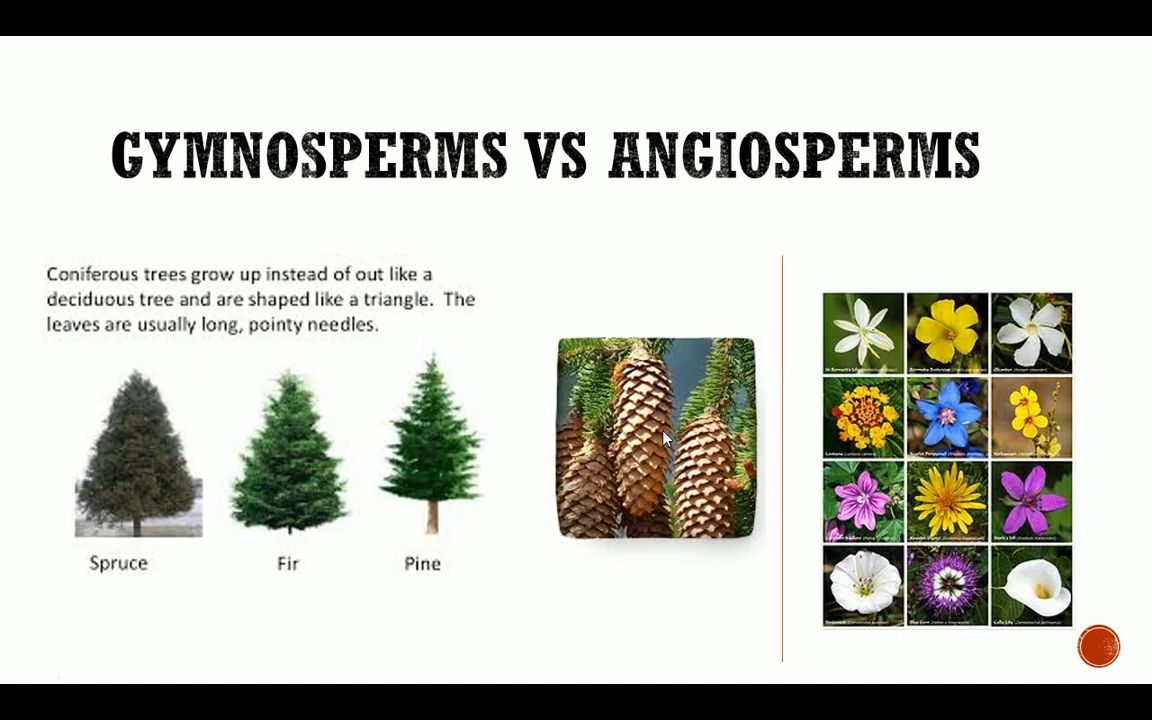 GYMNOSPERMS VS ANGIOSPERMS
Coniferous trees grow up instead of out like a
deciduous tree and are shaped like a triangle. The
leaves are usually long, pointy needles.
Spruce
Fir
Pine